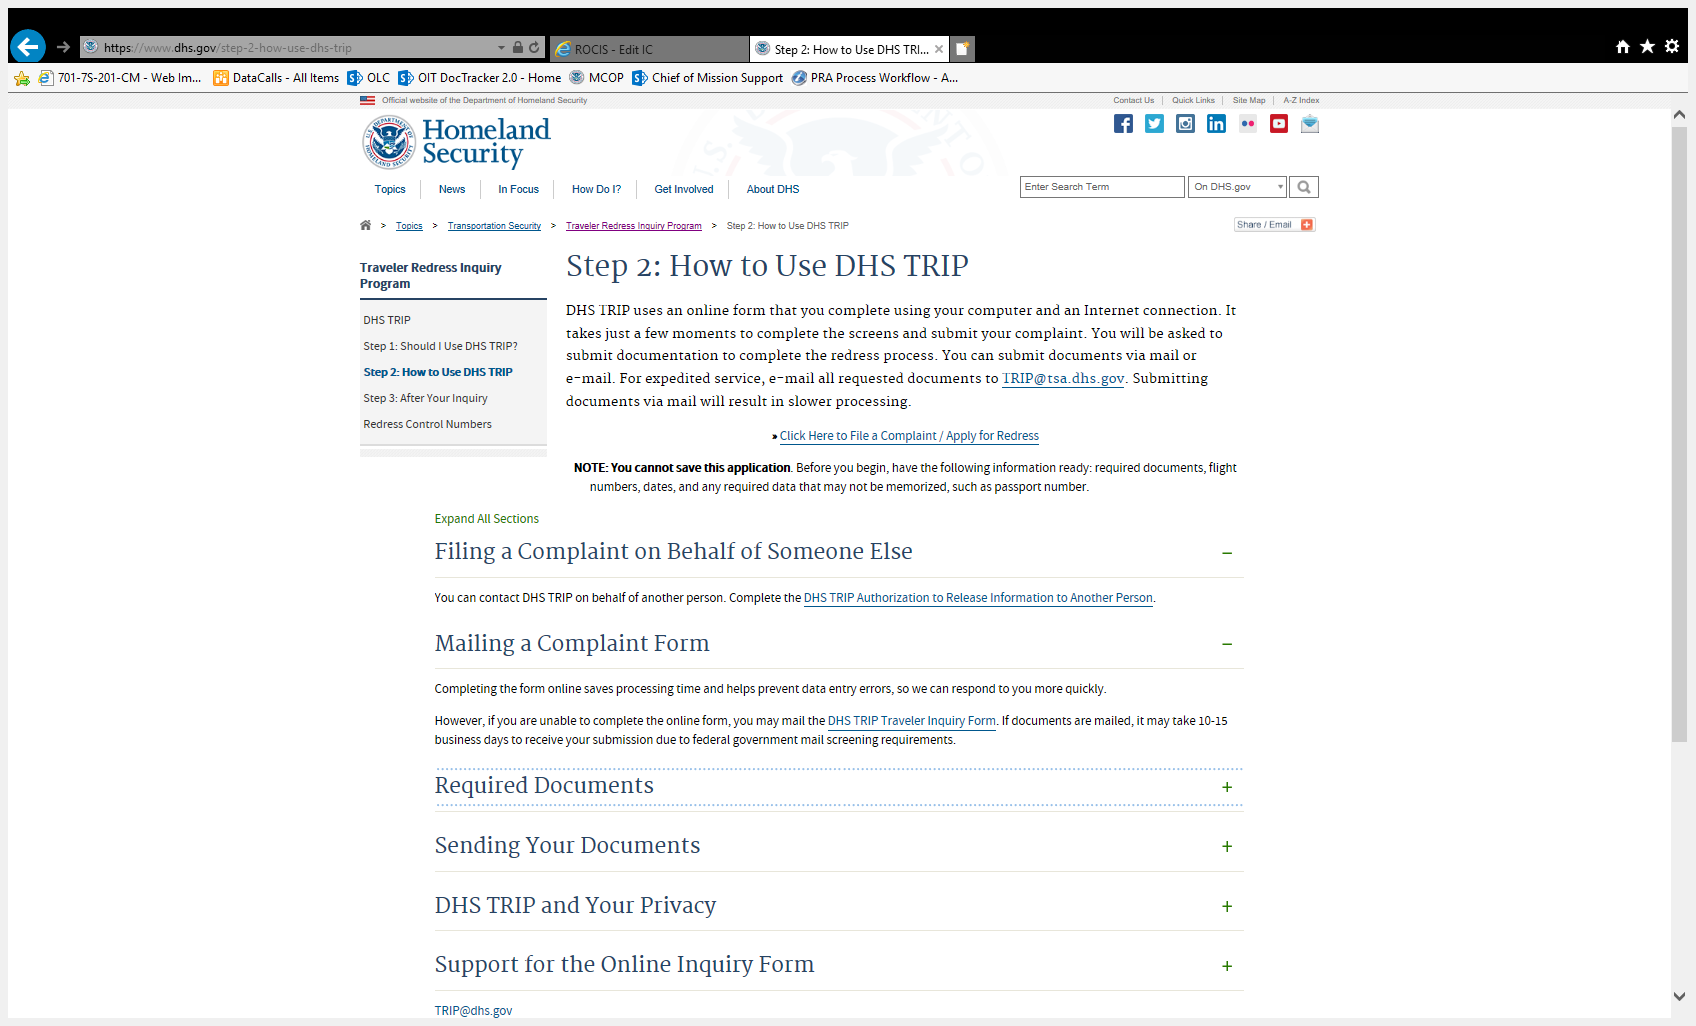 https://www.dhs.gov/step-2-how-use-dhs-trip
ROCIS - Edit IC
Step 2: How to Use DHS TRI...
701-7S-201-CM - Web Im...
DataCalls - All Items
OLC
OIT DocTracker 2.0 - Home
MCOP
Chief of Mission Support
PRA Process Workflow - A...
Official website of the Department of Homeland Security
Contact Us
Quick Links
Site Map
A-Z Index
Homeland
Security
Topics
News
In Focus
How Do I?
Get Involved
About DHS
Enter Search Term
On DHS.gov
> Topics > Transportation Security > Traveler Redress Inquiry Program > Step 2: How to Use DHS TRIP
Share / Email
Traveler Redress Inquiry
Program
DHS TRIP
Step 1: Should I Use DHS TRIP?
Step 2: How to Use DHS TRIP
Step 3: After Your Inquiry
Redress Control Numbers
Step 2: How to Use DHS TRIP
DHS TRIP uses an online form that you complete using your computer and an Internet connection. It
takes just a few moments to complete the screens and submit your complaint. You will be asked to
submit documentation to complete the redress process. You can submit documents via mail or
e-mail. For expedited service, e-mail all requested documents to TRIP@tsa.dhs.gov. Submitting
documents via mail will result in slower processing.
» Click Here to File a Complaint / Apply for Redress
NOTE: You cannot save this application. Before you begin, have the following information ready: required documents, flight
numbers, dates, and any required data that may not be memorized, such as passport number.
Expand All Sections
Filing a Complaint on Behalf of Someone Else
–
You can contact DHS TRIP on behalf of another person. Complete the DHS TRIP Authorization to Release Information to Another Person.
Mailing a Complaint Form
–
Completing the form online saves processing time and helps prevent data entry errors, so we can respond to you more quickly.
However, if you are unable to complete the online form, you may mail the DHS TRIP Traveler Inquiry Form. If documents are mailed, it may take 10-15
business days to receive your submission due to federal government mail screening requirements.
Required Documents
+
Sending Your Documents
+
DHS TRIP and Your Privacy
+
Support for the Online Inquiry Form
+
TRIP@dhs.gov